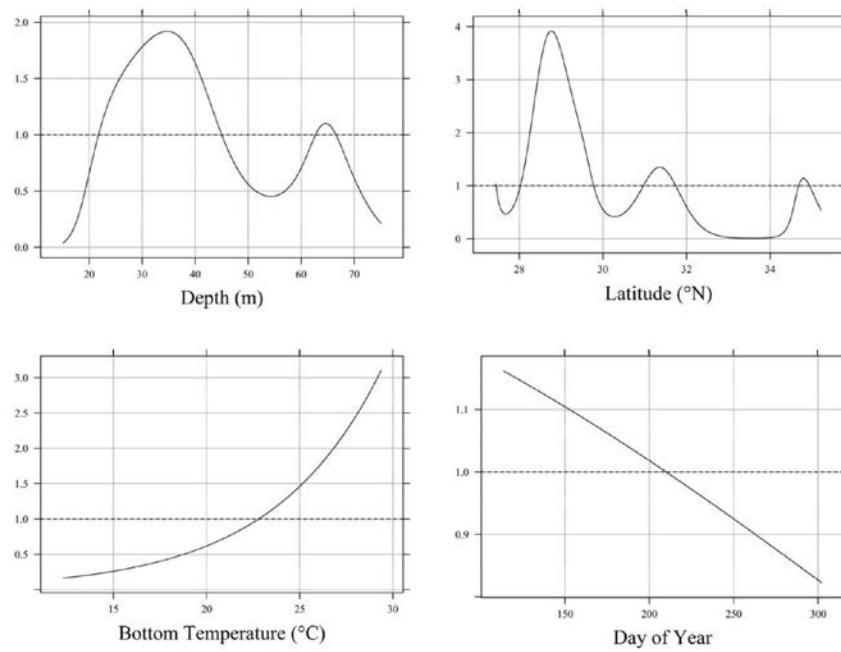 2.0
1.5
1.0
0.5
0.0
20 30 40 50 60 70
Depth (m)
4
3
2
1
0
28 30 32 34
Latitude (°N)
3.0
2.5
2.0
1.5
1.0
0.5
15 20 25 30
Bottom Temperature (°C)
1.1
1.0
0.9
150 200 250 300
Day of Year